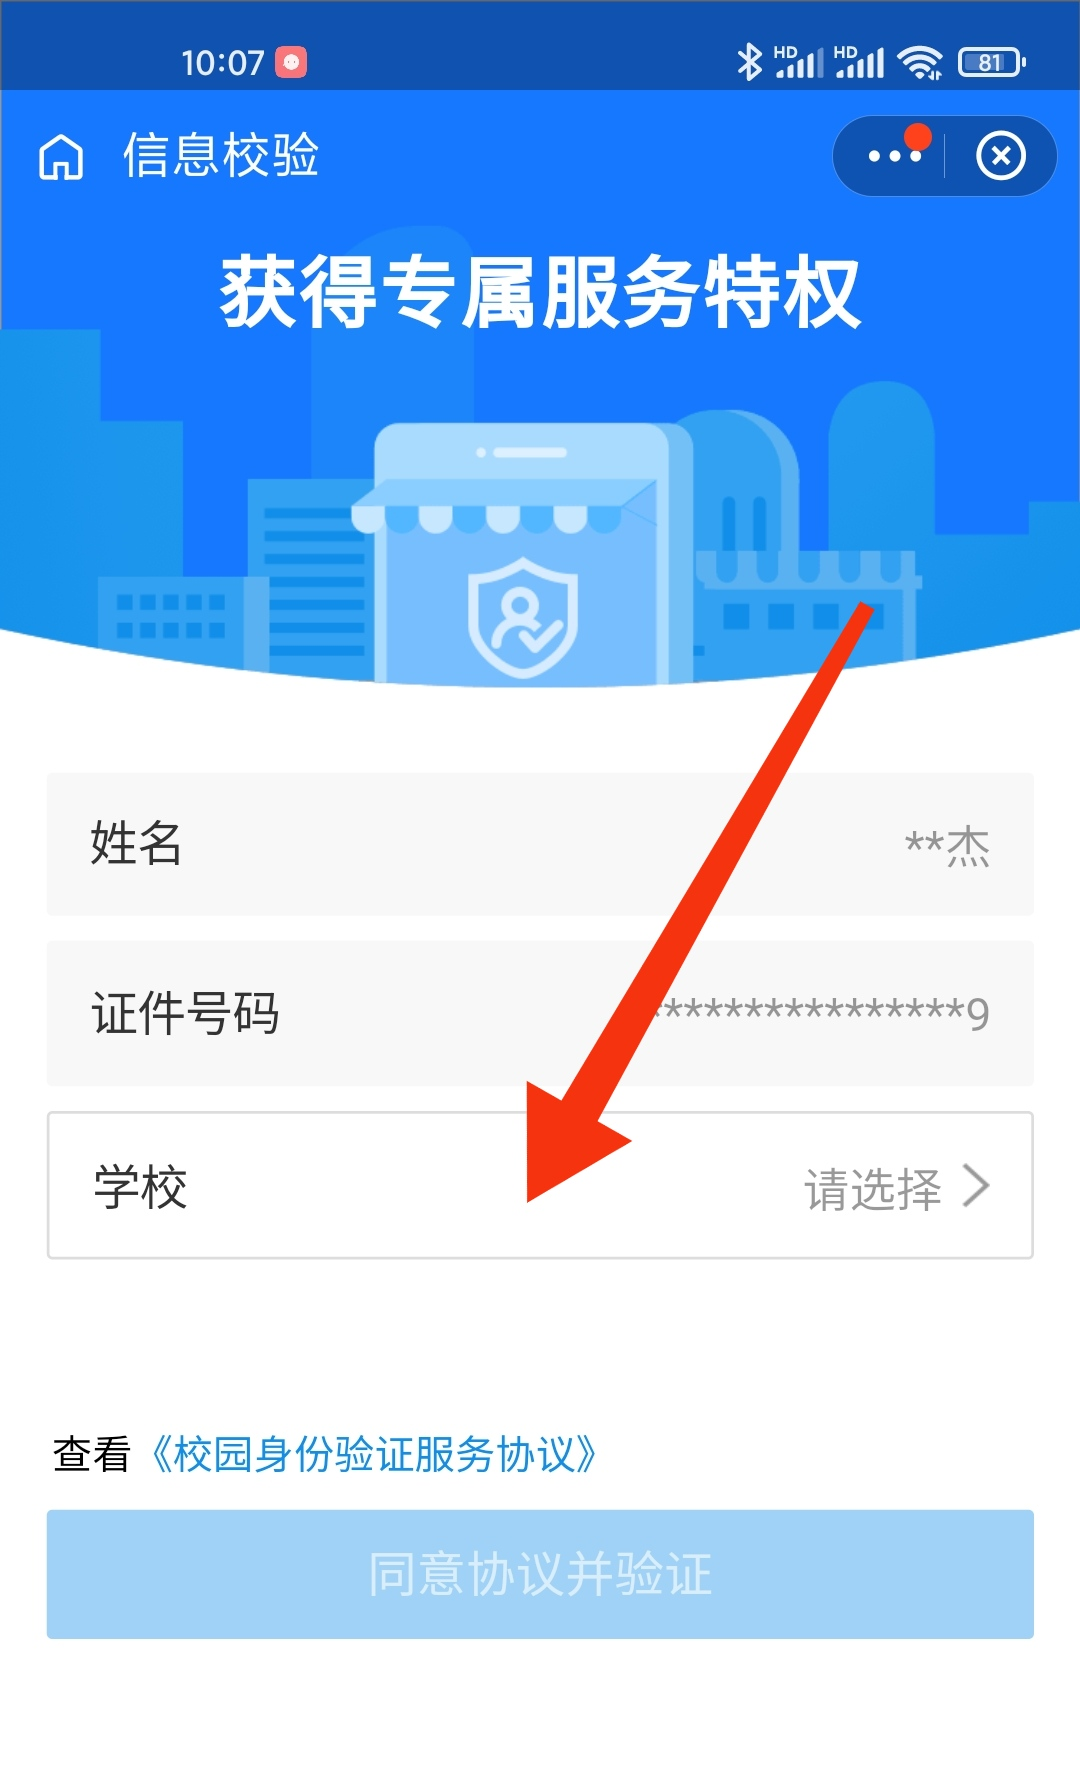 10:07
HD HD 81
信息校验
获得专属服务特权
姓名 **杰
证件号码 ***************9
学校 请选择
查看《校园身份验证服务协议》
同意协议并验证